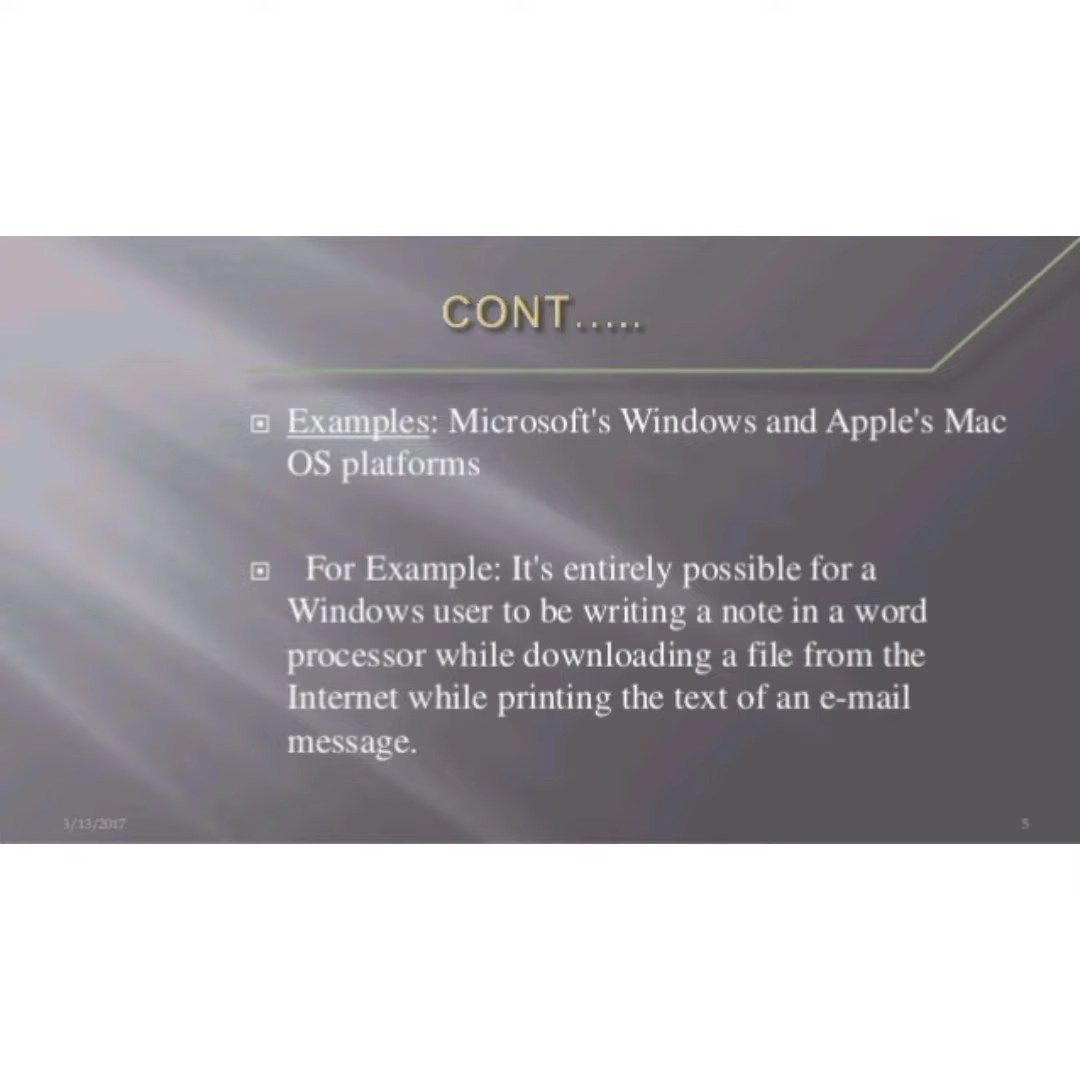 CONT.....
Examples: Microsoft's Windows and Apple's Mac
OS platforms
For Example: It's entirely possible for a
Windows user to be writing a note in a word
processor while downloading a file from the
Internet while printing the text of an e-mail
message.
3/13/2017
5